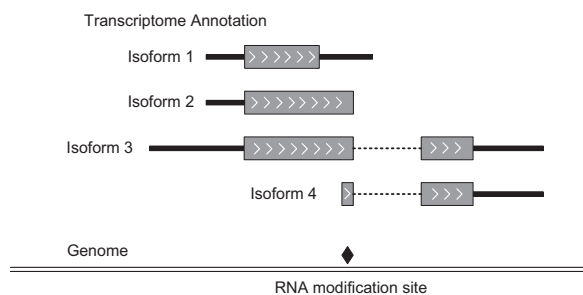 Transcriptome Annotation
Isoform 1
Isoform 2
Isoform 3
Isoform 4
Genome
RNA modification site